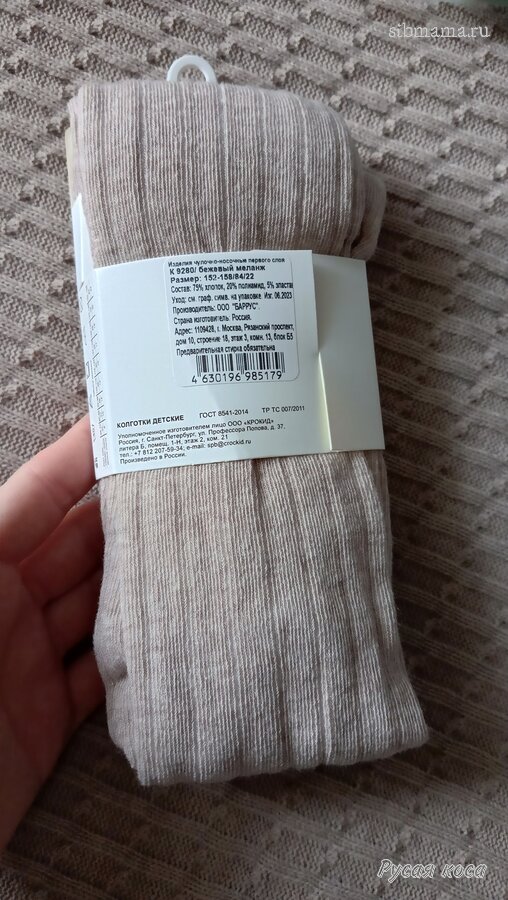 sibmama.ru
Изделия чулочно-носочные первого слоя
К 9280/ бежевый меланж
Размер: 152-158/84/22
Состав: 75% хлопок, 20% полиамид, 5% эластан
Уход: см. граф. симв. на упаковке Изг. 06.2023
Производитель: ООО "БАРРУС".
Страна изготовитель: Россия.
Адрес: 1109428, г. Москва, Рязанский проспект,
дом 10, строение 18, этаж 3, комн. 13, блок Б5
Предварительная стирка обязательна
4 630196 985179
КОЛГОТКИ ДЕТСКИЕ ГОСТ 8541-2014 ТР ТС 007/2011
Уполномоченное изготовителем лицо ООО «КРОКИД»
Россия, г. Санкт-Петербург, ул. Профессора Попова, д. 37,
литера Б, помещ. 1-Н, этаж 2, ком. 21
тел.: +7 812 207-59-34; e-mail: spb@crockid.ru
Произведено в России.
Русая коса